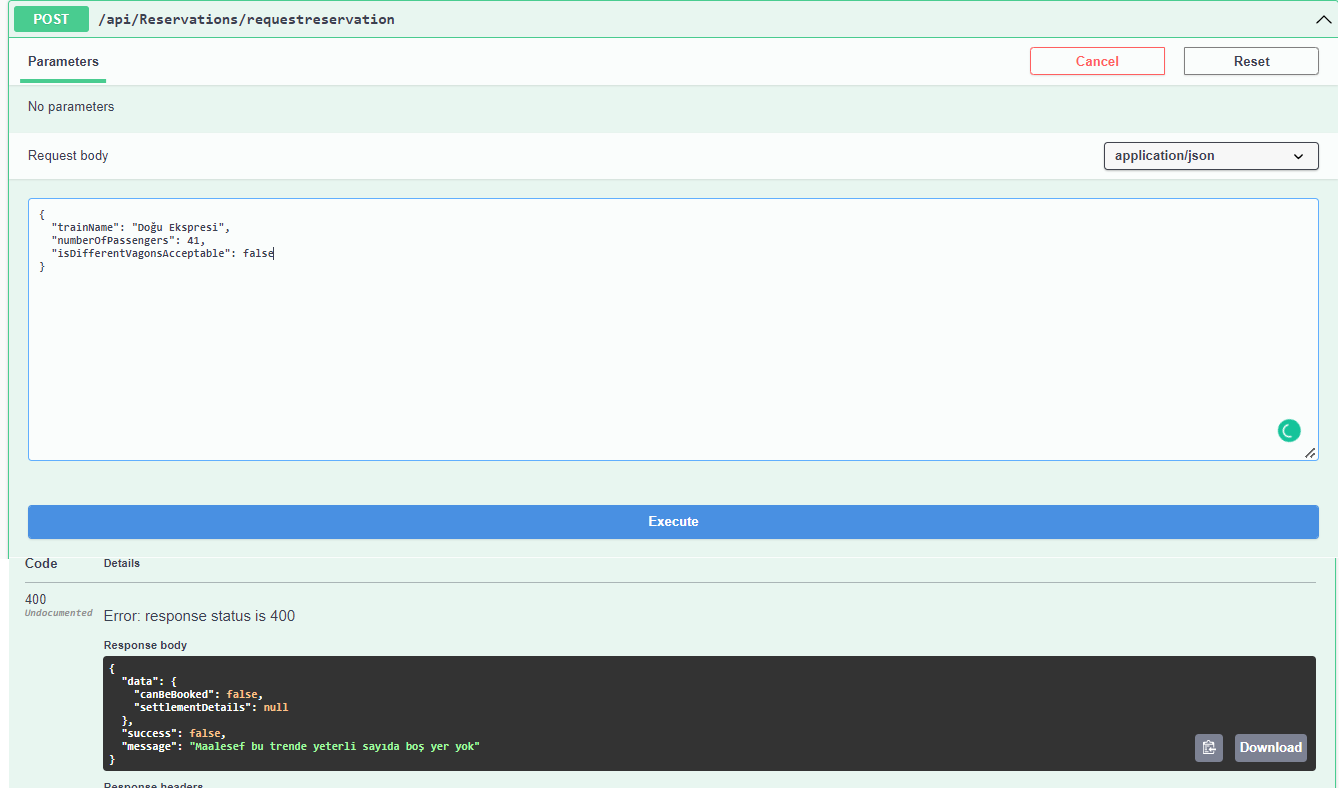 POST /api/Reservations/requestreservation
Parameters
Cancel
Reset
No parameters
Request body
application/json
{
"trainName": "Doğu Ekspresi",
"numberOfPassengers": 41,
"isDifferentVagonsAcceptable": false
}
Execute
Code Details
400
Undocumented
Error: response status is 400
Response body
{
"data": {
"canBeBooked": false,
"settlementDetails": null
},
"success": false,
"message": "Maalesef bu trende yeterli sayıda boş yer yok"
}
Download
Response headers